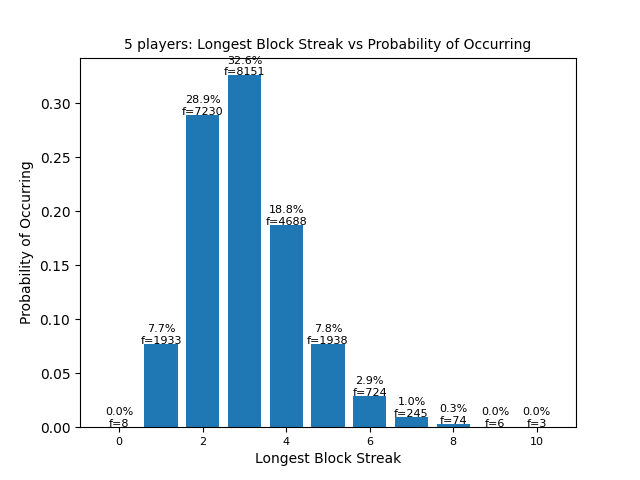 5 players: Longest Block Streak vs Probability of Occurring
Probability of Occurring
0.30
0.25
0.20
0.15
0.10
0.05
0.00
0.0%
f=8
7.7%
f=1933
28.9%
f=7230
32.6%
f=8151
18.8%
f=4688
7.8%
f=1938
2.9%
f=724
1.0%
f=245
0.3%
f=74
0.0%
f=6
0.0%
f=3
0 2 4 6 8 10
Longest Block Streak